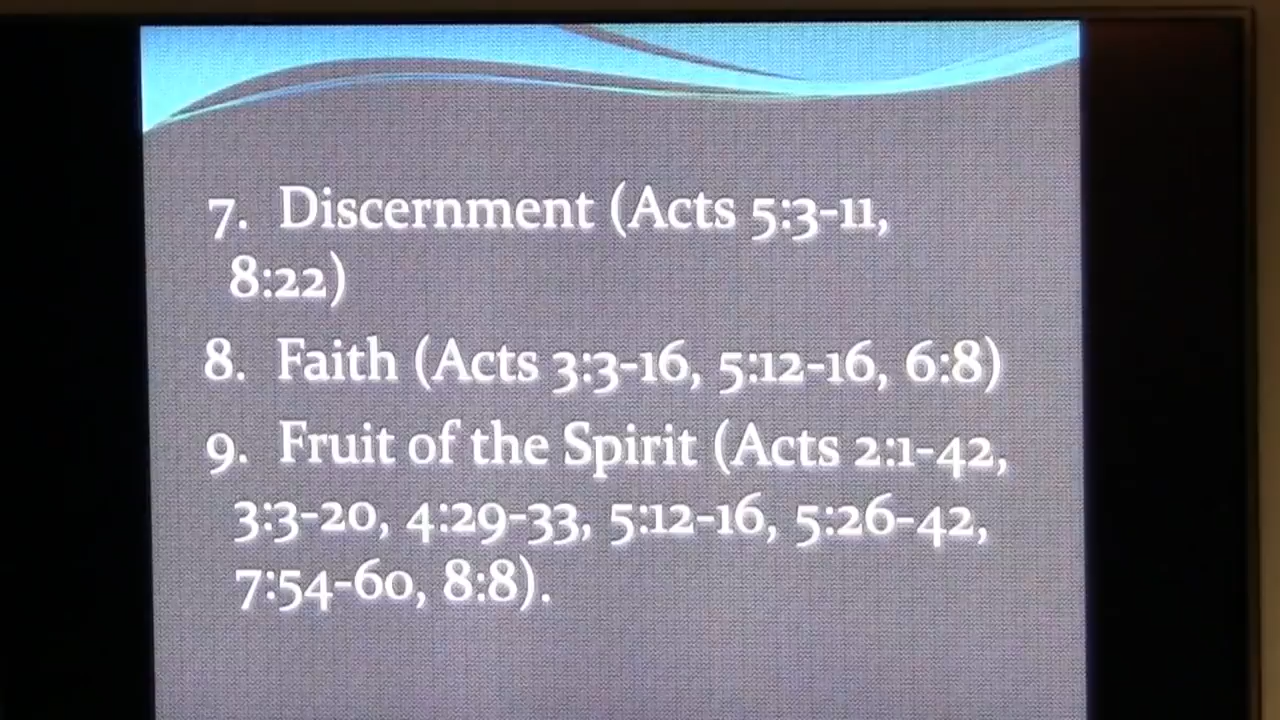 7. Discernment (Acts 5:3-11,
8:22)
8. Faith (Acts 3:3-16, 5:12-16, 6:8)
9. Fruit of the Spirit (Acts 2:1-42,
3:3-20, 4:29-33, 5:12-16, 5:26-42,
7:54-60, 8:8).